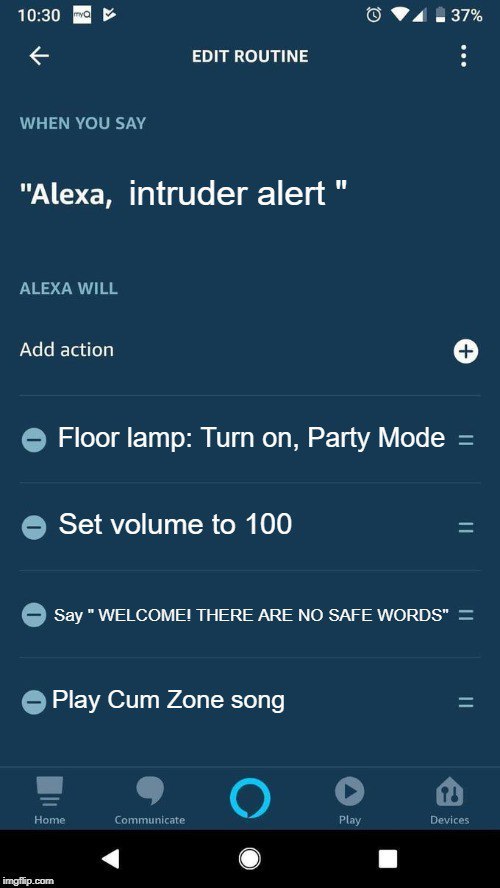 10:30 myQ 37%
EDIT ROUTINE
WHEN YOU SAY
"Alexa, intruder alert "
ALEXA WILL
Add action
Floor lamp: Turn on, Party Mode
Set volume to 100
Say " WELCOME! THERE ARE NO SAFE WORDS"
Play Cum Zone song
Home Communicate Play Devices
imgflip.com